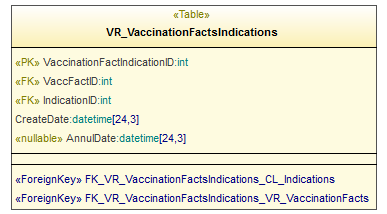 «Table»
VR_VaccinationFactsIndications
«PK» VaccinationFactIndicationID:int
«FK» VaccFactID:int
«FK» IndicationID:int
CreateDate:datetime[24,3]
«nullable» AnnulDate:datetime[24,3]
«ForeignKey» FK_VR_VaccinationFactsIndications_CL_Indications
«ForeignKey» FK_VR_VaccinationFactsIndications_VR_VaccinationFacts